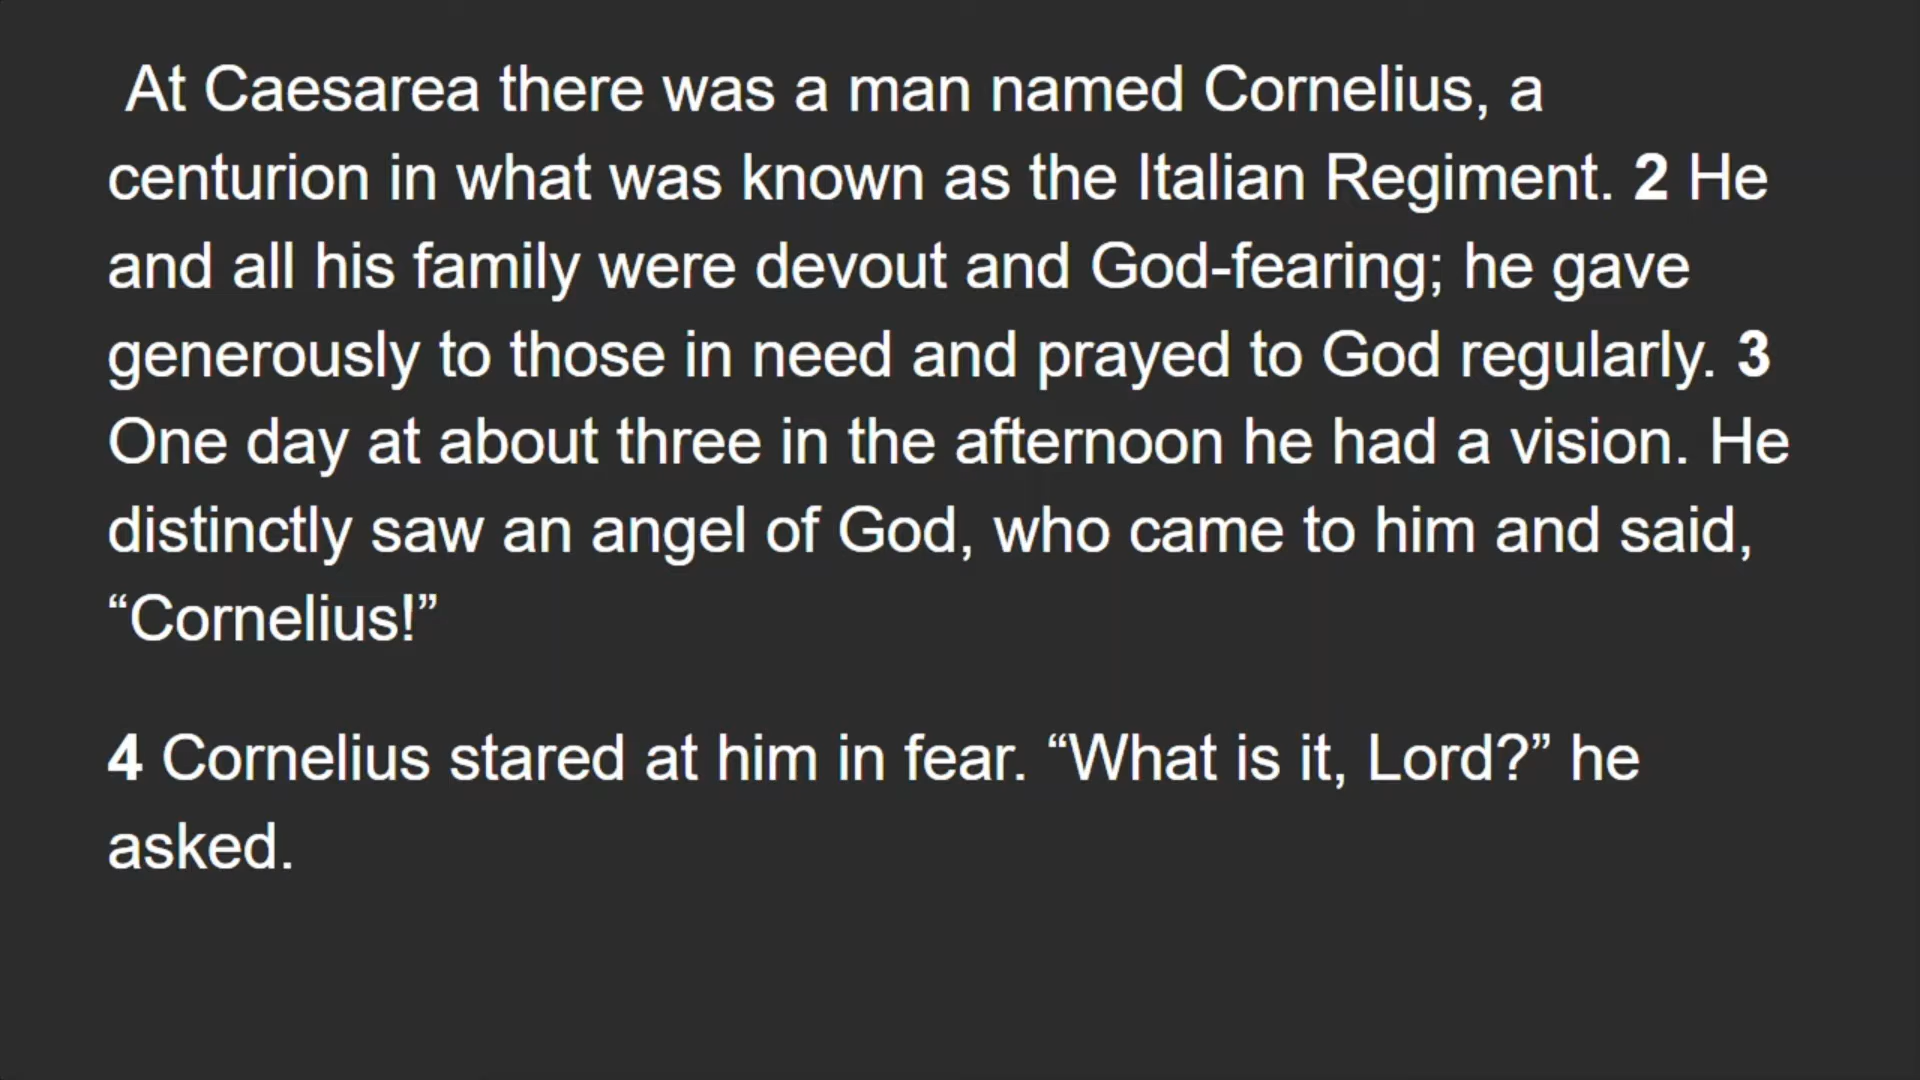 At Caesarea there was a man named Cornelius, a
centurion in what was known as the Italian Regiment. 2 He
and all his family were devout and God-fearing; he gave
generously to those in need and prayed to God regularly. 3
One day at about three in the afternoon he had a vision. He
distinctly saw an angel of God, who came to him and said,
“Cornelius!”
4 Cornelius stared at him in fear. “What is it, Lord?” he
asked.